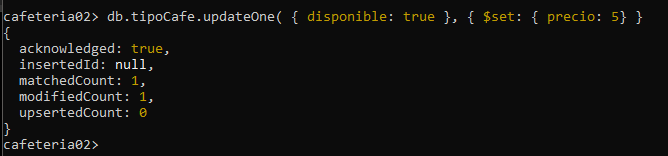 cafeteria02> db.tipoCafe.updateOne( { disponible: true }, { $set: { precio: 5} }
{
  acknowledged: true,
  insertedId: null,
  matchedCount: 1,
  modifiedCount: 1,
  upsertedCount: 0
}
cafeteria02>